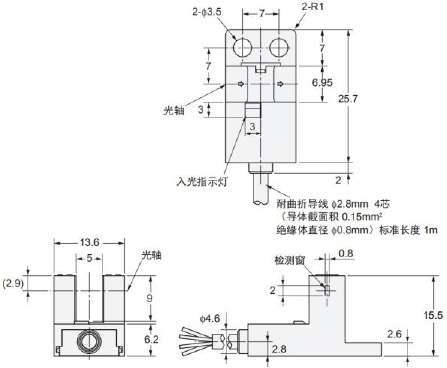 2-φ3.5
7
2-R1
7
7
6.95
25.7
光轴
3
3
入光指示灯
2
耐曲折导线 φ2.8mm 4芯
（导体截面积 0.15mm²
绝缘体直径 φ0.8mm）标准长度 1m
13.6
5
光轴
(2.9)
9
6.2
检测窗
0.8
2
φ4.6
15.5
2.8
2.6